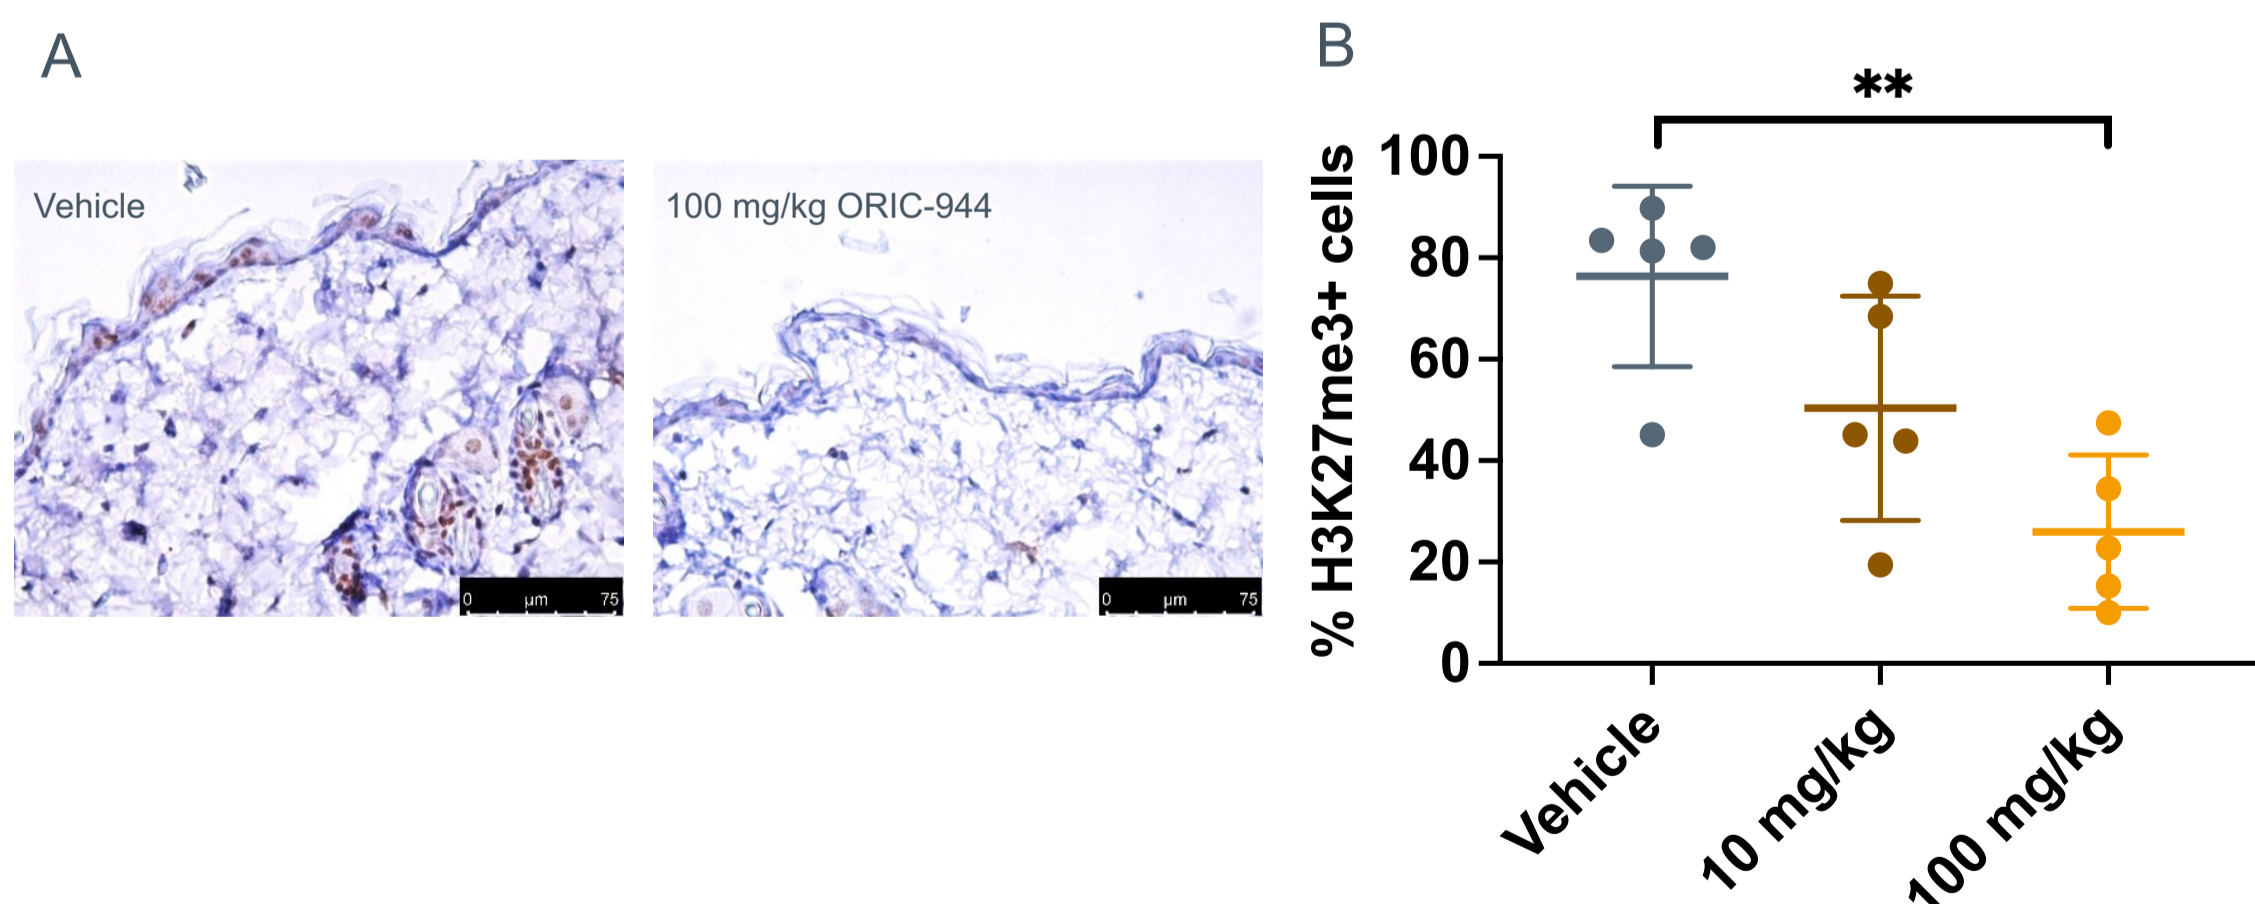 A
Vehicle
0 µm 75
100 mg/kg ORIC-944
0 µm 75
B
**
% H3K27me3+ cells
100
80
60
40
20
0
Vehicle
10 mg/kg
100 mg/kg